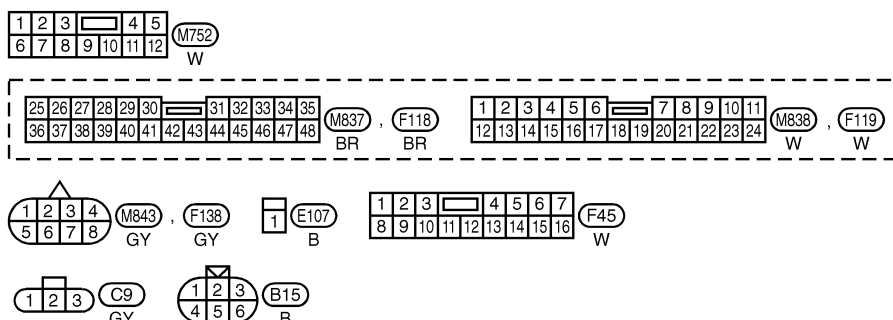 1 2 3 4 5
6 7 8 9 10 11 12
M752
W
25 26 27 28 29 30 31 32 33 34 35
36 37 38 39 40 41 42 43 44 45 46 47 48
M837 , F118
BR BR
1 2 3 4 5 6 7 8 9 10 11
12 13 14 15 16 17 18 19 20 21 22 23 24
M838 , F119
W W
1 2 3 4
5 6 7 8
M843 , F138
GY GY
1
E107
B
1 2 3 4 5 6 7
8 9 10 11 12 13 14 15 16
F45
W
1 2 3
C9
GY
1 2 3
4 5 6
B15
B